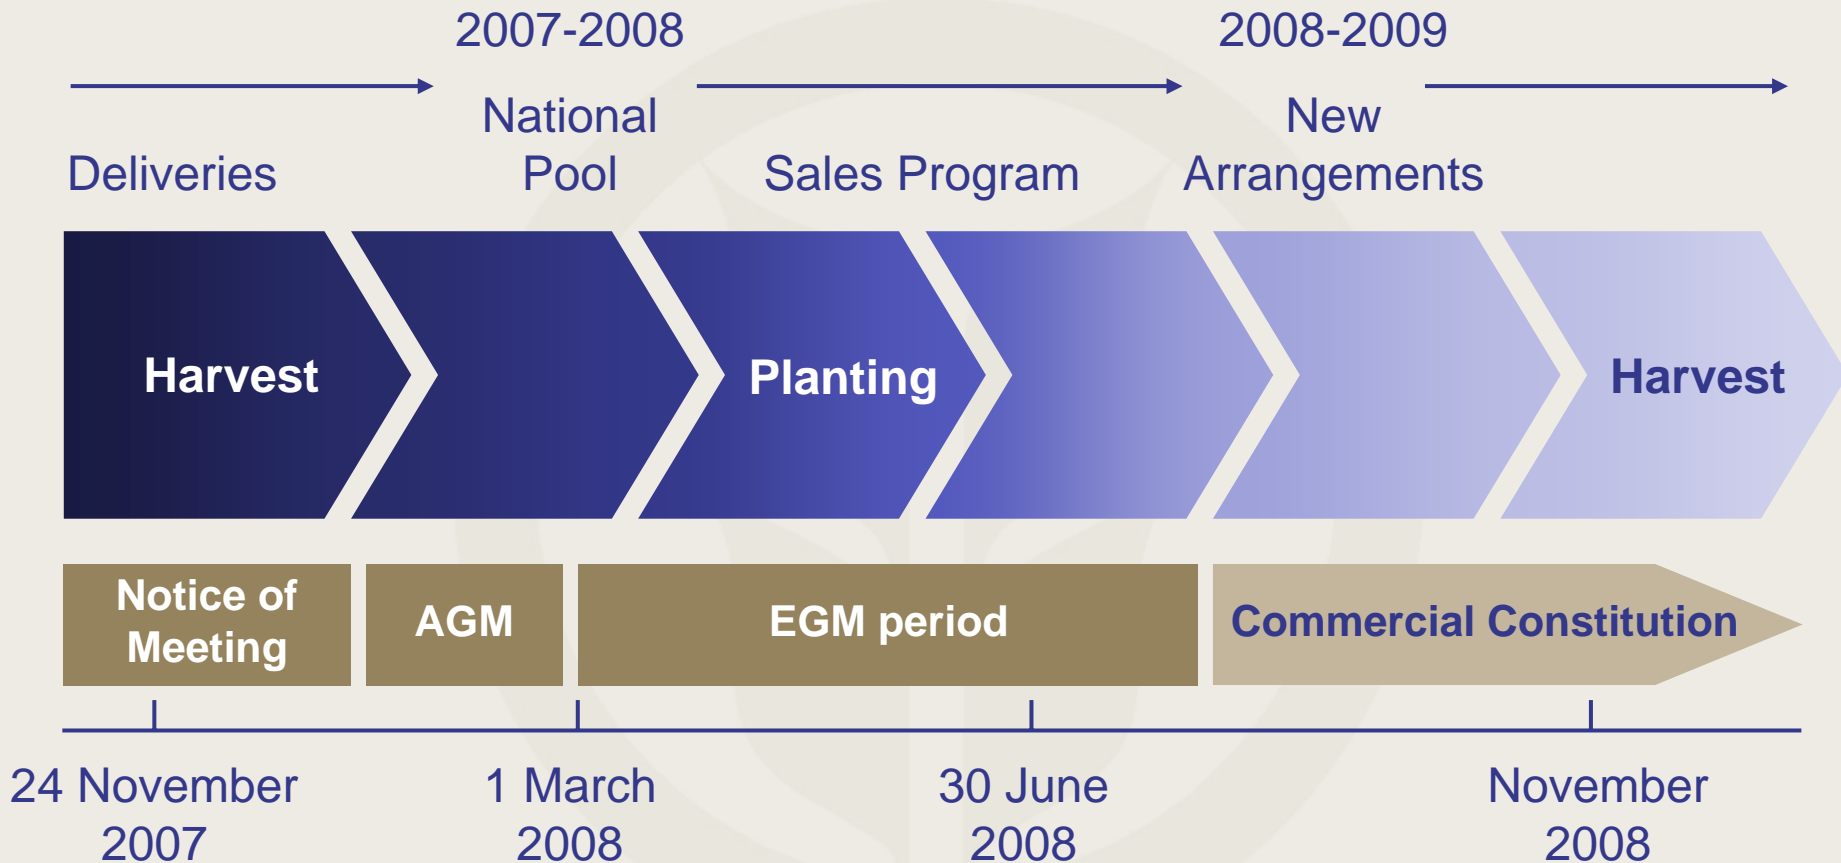 2007-2008
2008-2009
National
New
Deliveries
Pool
Sales Program
Arrangements
Harvest
Planting
Harvest
Notice of
Meeting
AGM
EGM period
Commercial Constitution
24 November
2007
1 March
2008
30 June
2008
November
2008